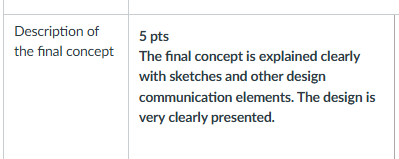 Description of
the final concept
5 pts
The final concept is explained clearly
with sketches and other design
communication elements. The design is
very clearly presented.